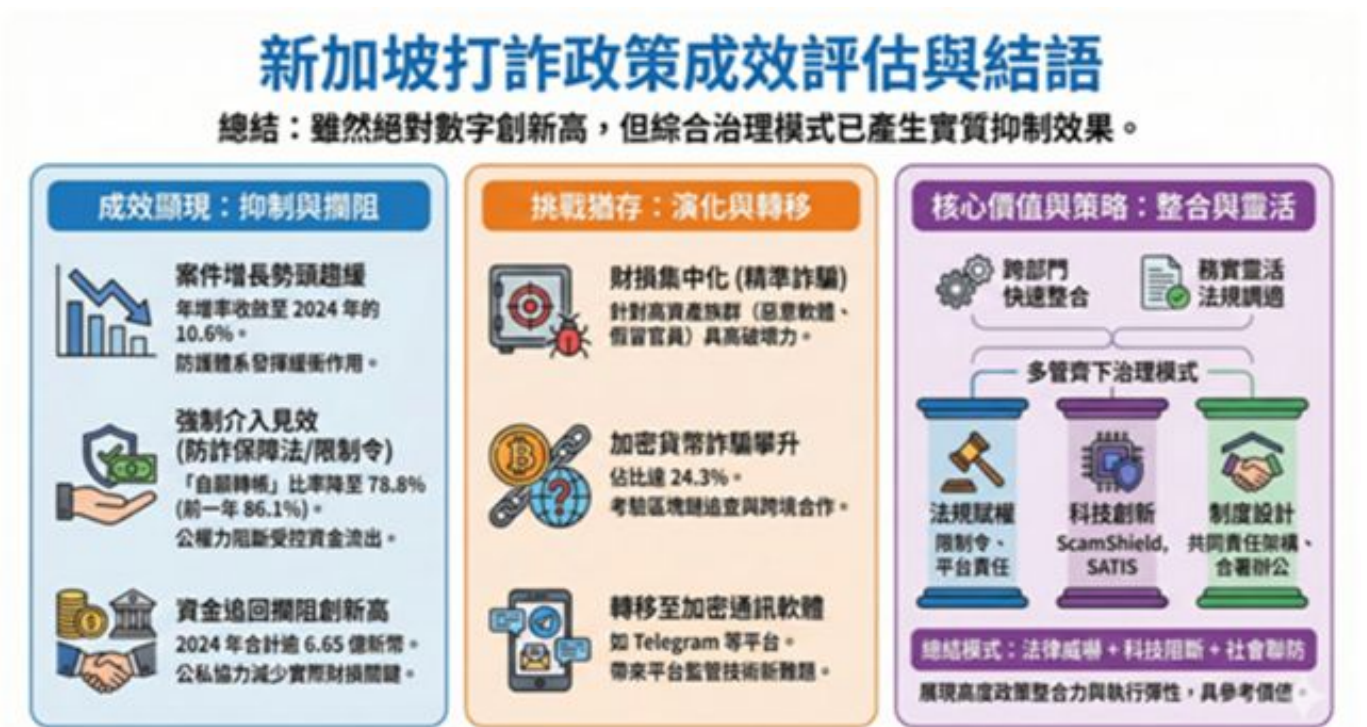 新加坡打詐政策成效評估與結語
總結：雖然絕對數字創新高，但綜合治理模式已產生實質抑制效果。
成效顯現：抑制與攔阻
案件增長勢頭趨緩
年增率收斂至 2024 年的
10.6%。
防護體系發揮緩衝作用。
強制介入見效
(防詐保障法/限制令)
「自願轉帳」比率降至 78.8%
(前一年 86.1%)。
公權力阻斷受控資金流出。
資金追回攔阻創新高
2024 年合計逾 6.65 億新幣。
公私協力減少實際財損關鍵。
挑戰猶存：演化與轉移
財損集中化 (精準詐騙)
針對高資產族群（惡意軟體、
假冒官員）具高破壞力。
加密貨幣詐騙攀升
佔比達 24.3%。
考驗區塊鏈追查與跨境合作。
轉移至加密通訊軟體
如 Telegram 等平台。
帶來平台監管技術新難題。
核心價值與策略：整合與靈活
跨部門
快速整合
務實靈活
法規調適
多管齊下治理模式
法規賦權
限制令、
平台責任
科技創新
ScamShield,
SATIS
制度設計
共同責任架構、
合署辦公
總結模式：法律威嚇 + 科技阻斷 + 社會聯防
展現高度政策整合力與執行彈性，具參考價值。